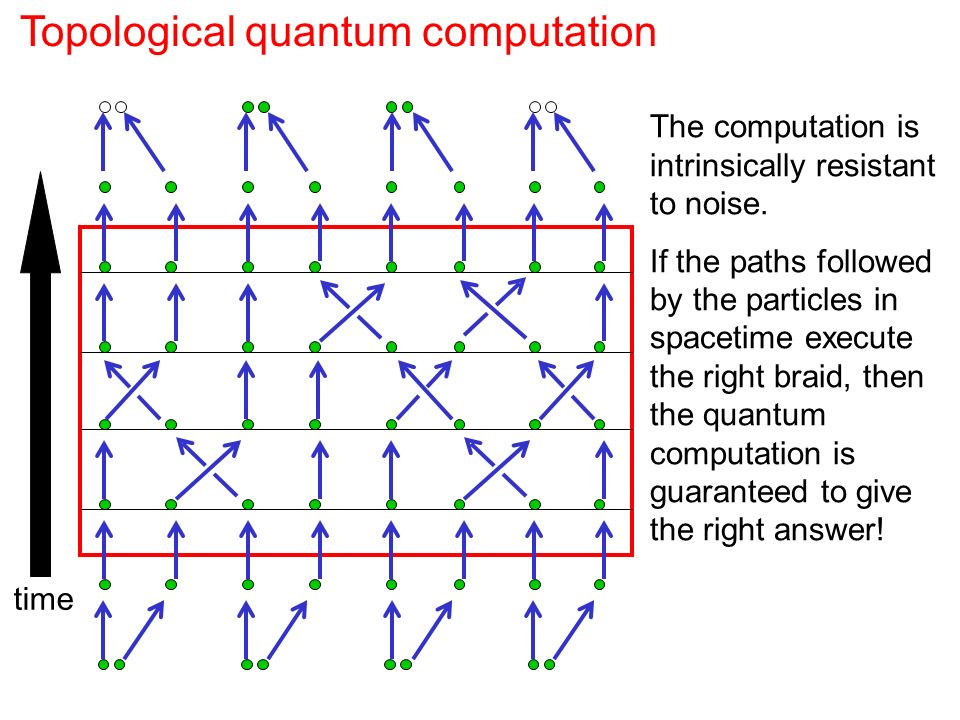 Topological quantum computation
The computation is
intrinsically resistant
to noise.
If the paths followed
by the particles in
spacetime execute
the right braid, then
the quantum
computation is
guaranteed to give
the right answer!
time